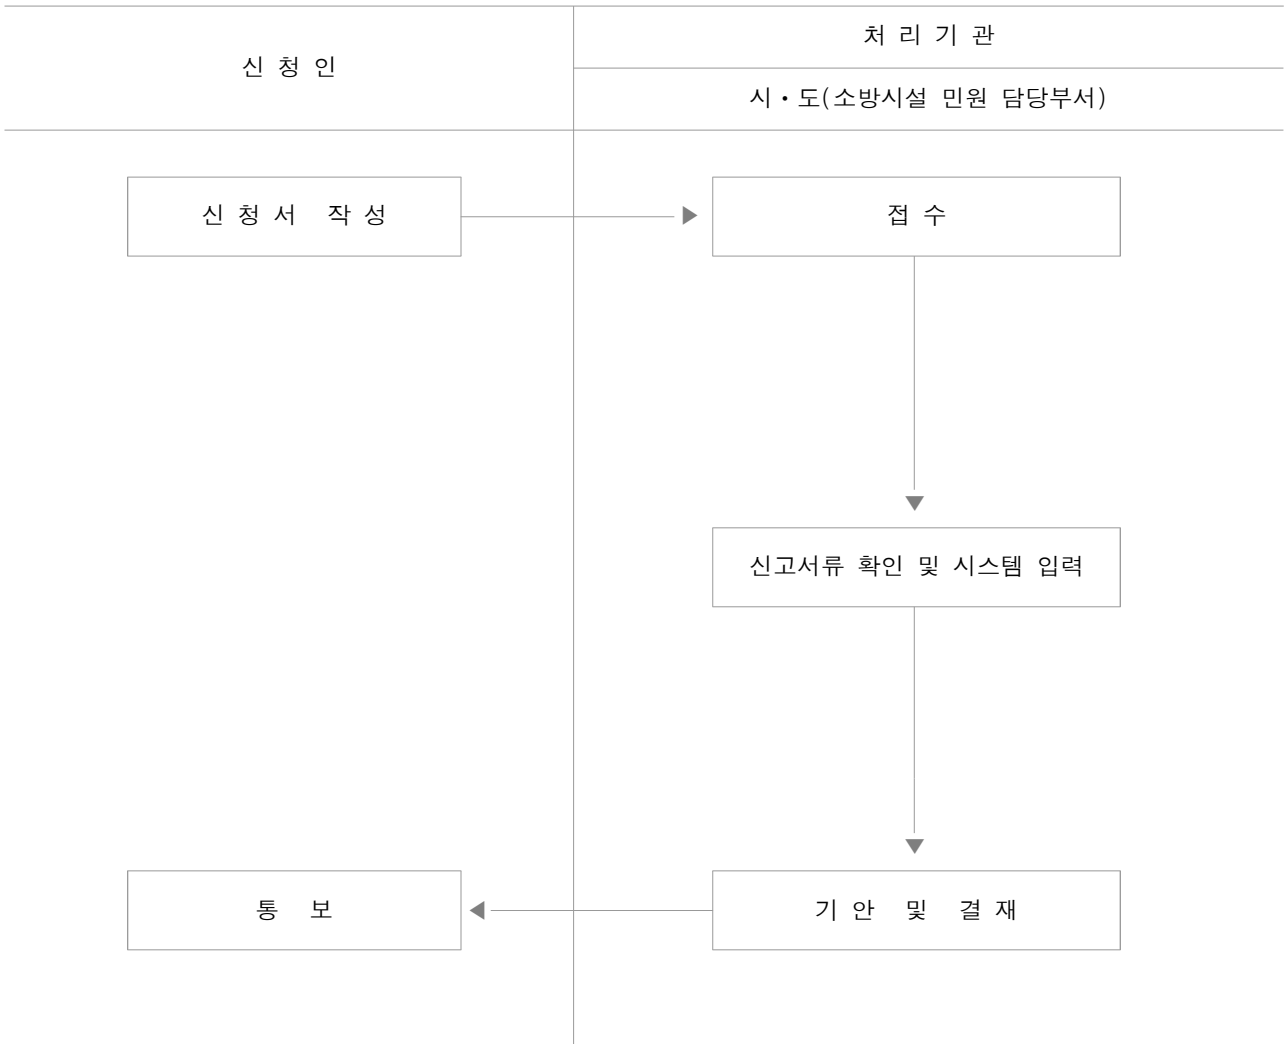 신 청 인
처 리 기 관
시·도(소방시설 민원 담당부서)
신 청 서 작 성
접 수
신고서류 확인 및 시스템 입력
통 보
기 안 및 결 재